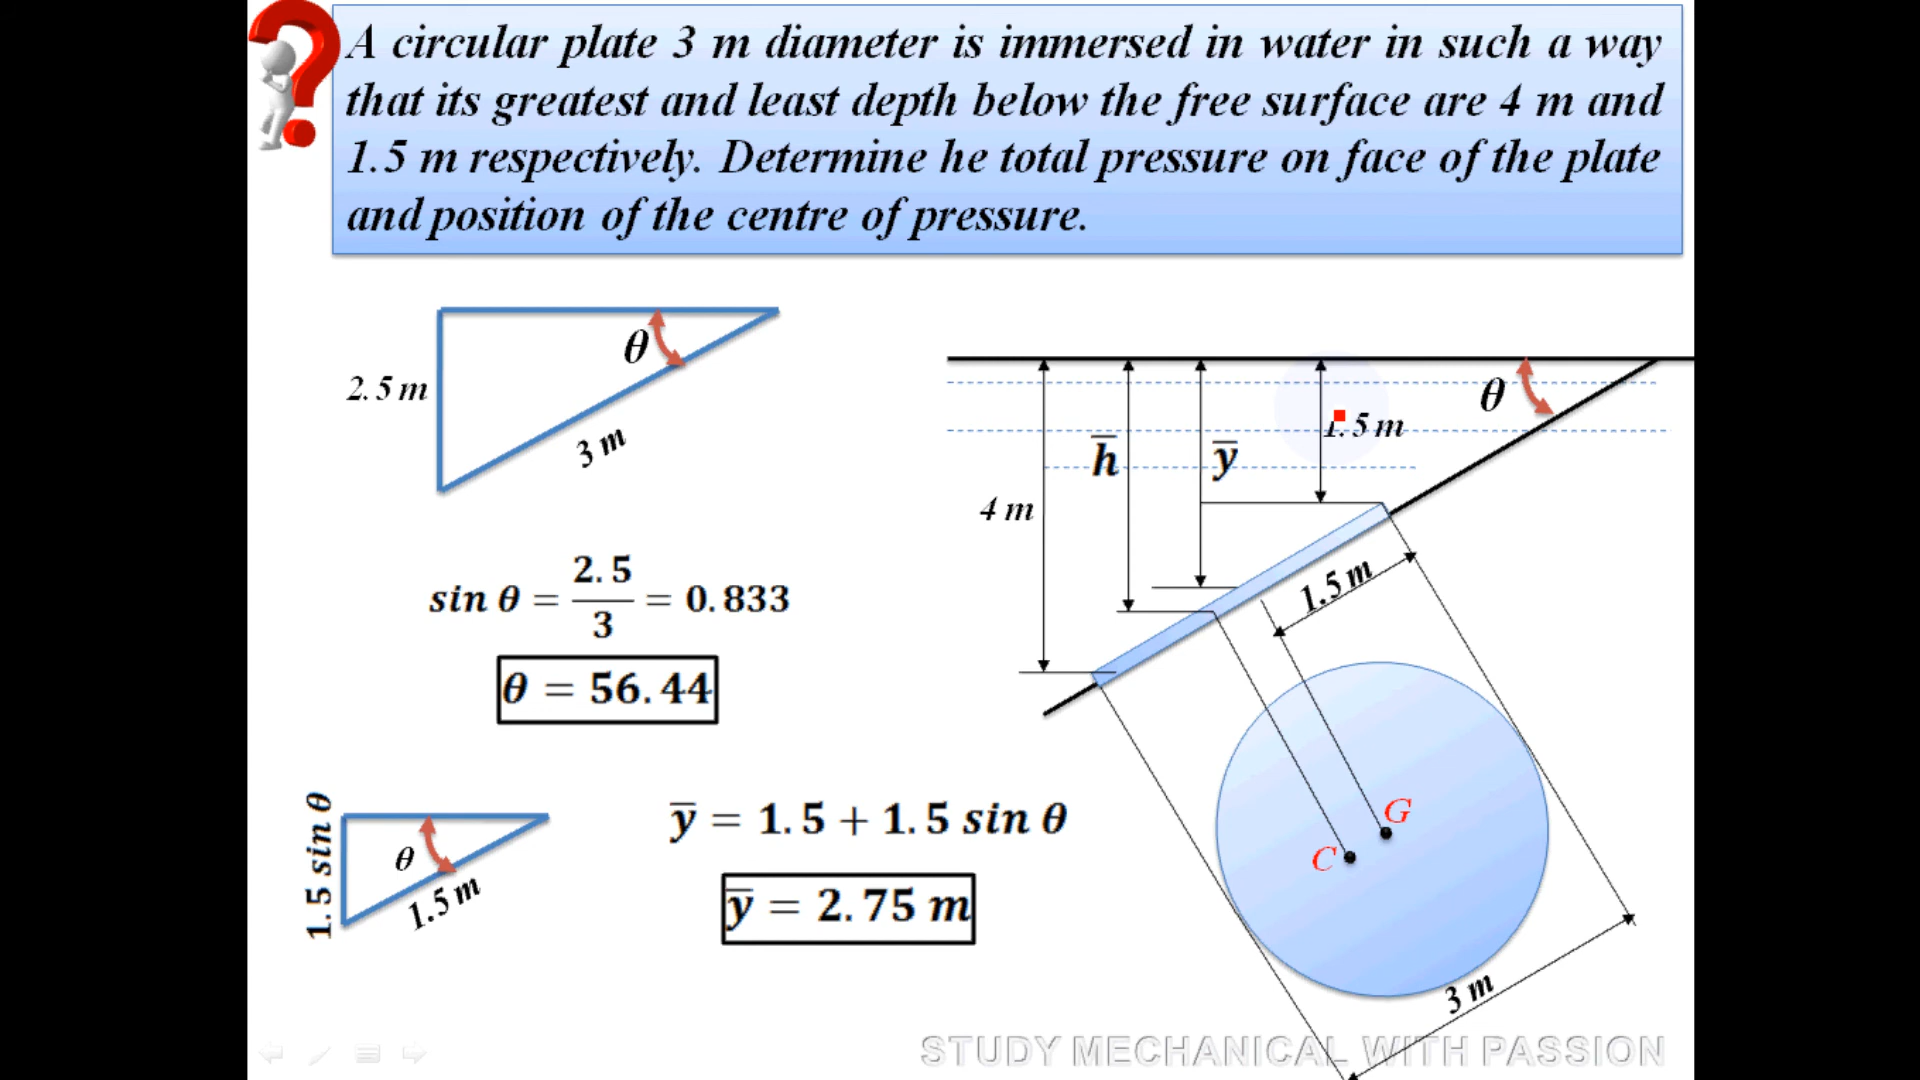 A circular plate 3 m diameter is immersed in water in such a way
that its greatest and least depth below the free surface are 4 m and
1.5 m respectively. Determine he total pressure on face of the plate
and position of the centre of pressure.
2.5 m
θ
3 m
sin θ = 2.5/3 = 0.833
θ = 56.44
1.5 sin θ
θ
1.5 m
y̅ = 1.5 + 1.5 sin θ
y̅ = 2.75 m
θ
1.5 m
h̅
y̅
4 m
1.5 m
G
C
3 m
STUDY MECHANICAL WITH PASSION